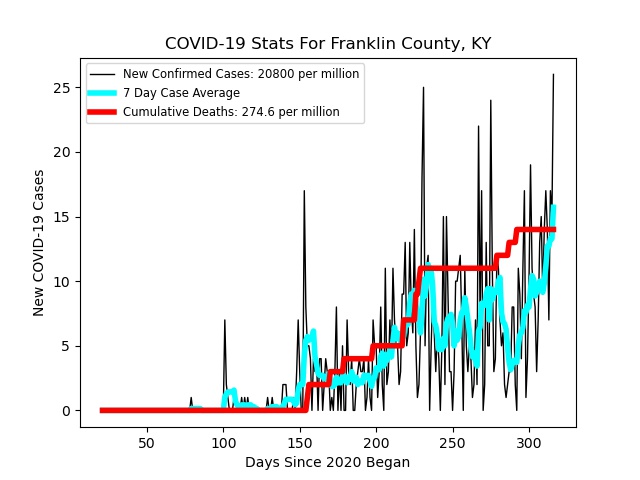 COVID-19 Stats For Franklin County, KY
New Confirmed Cases: 20800 per million
7 Day Case Average
Cumulative Deaths: 274.6 per million
New COVID-19 Cases
25
20
15
10
5
0
50 100 150 200 250 300
Days Since 2020 Began